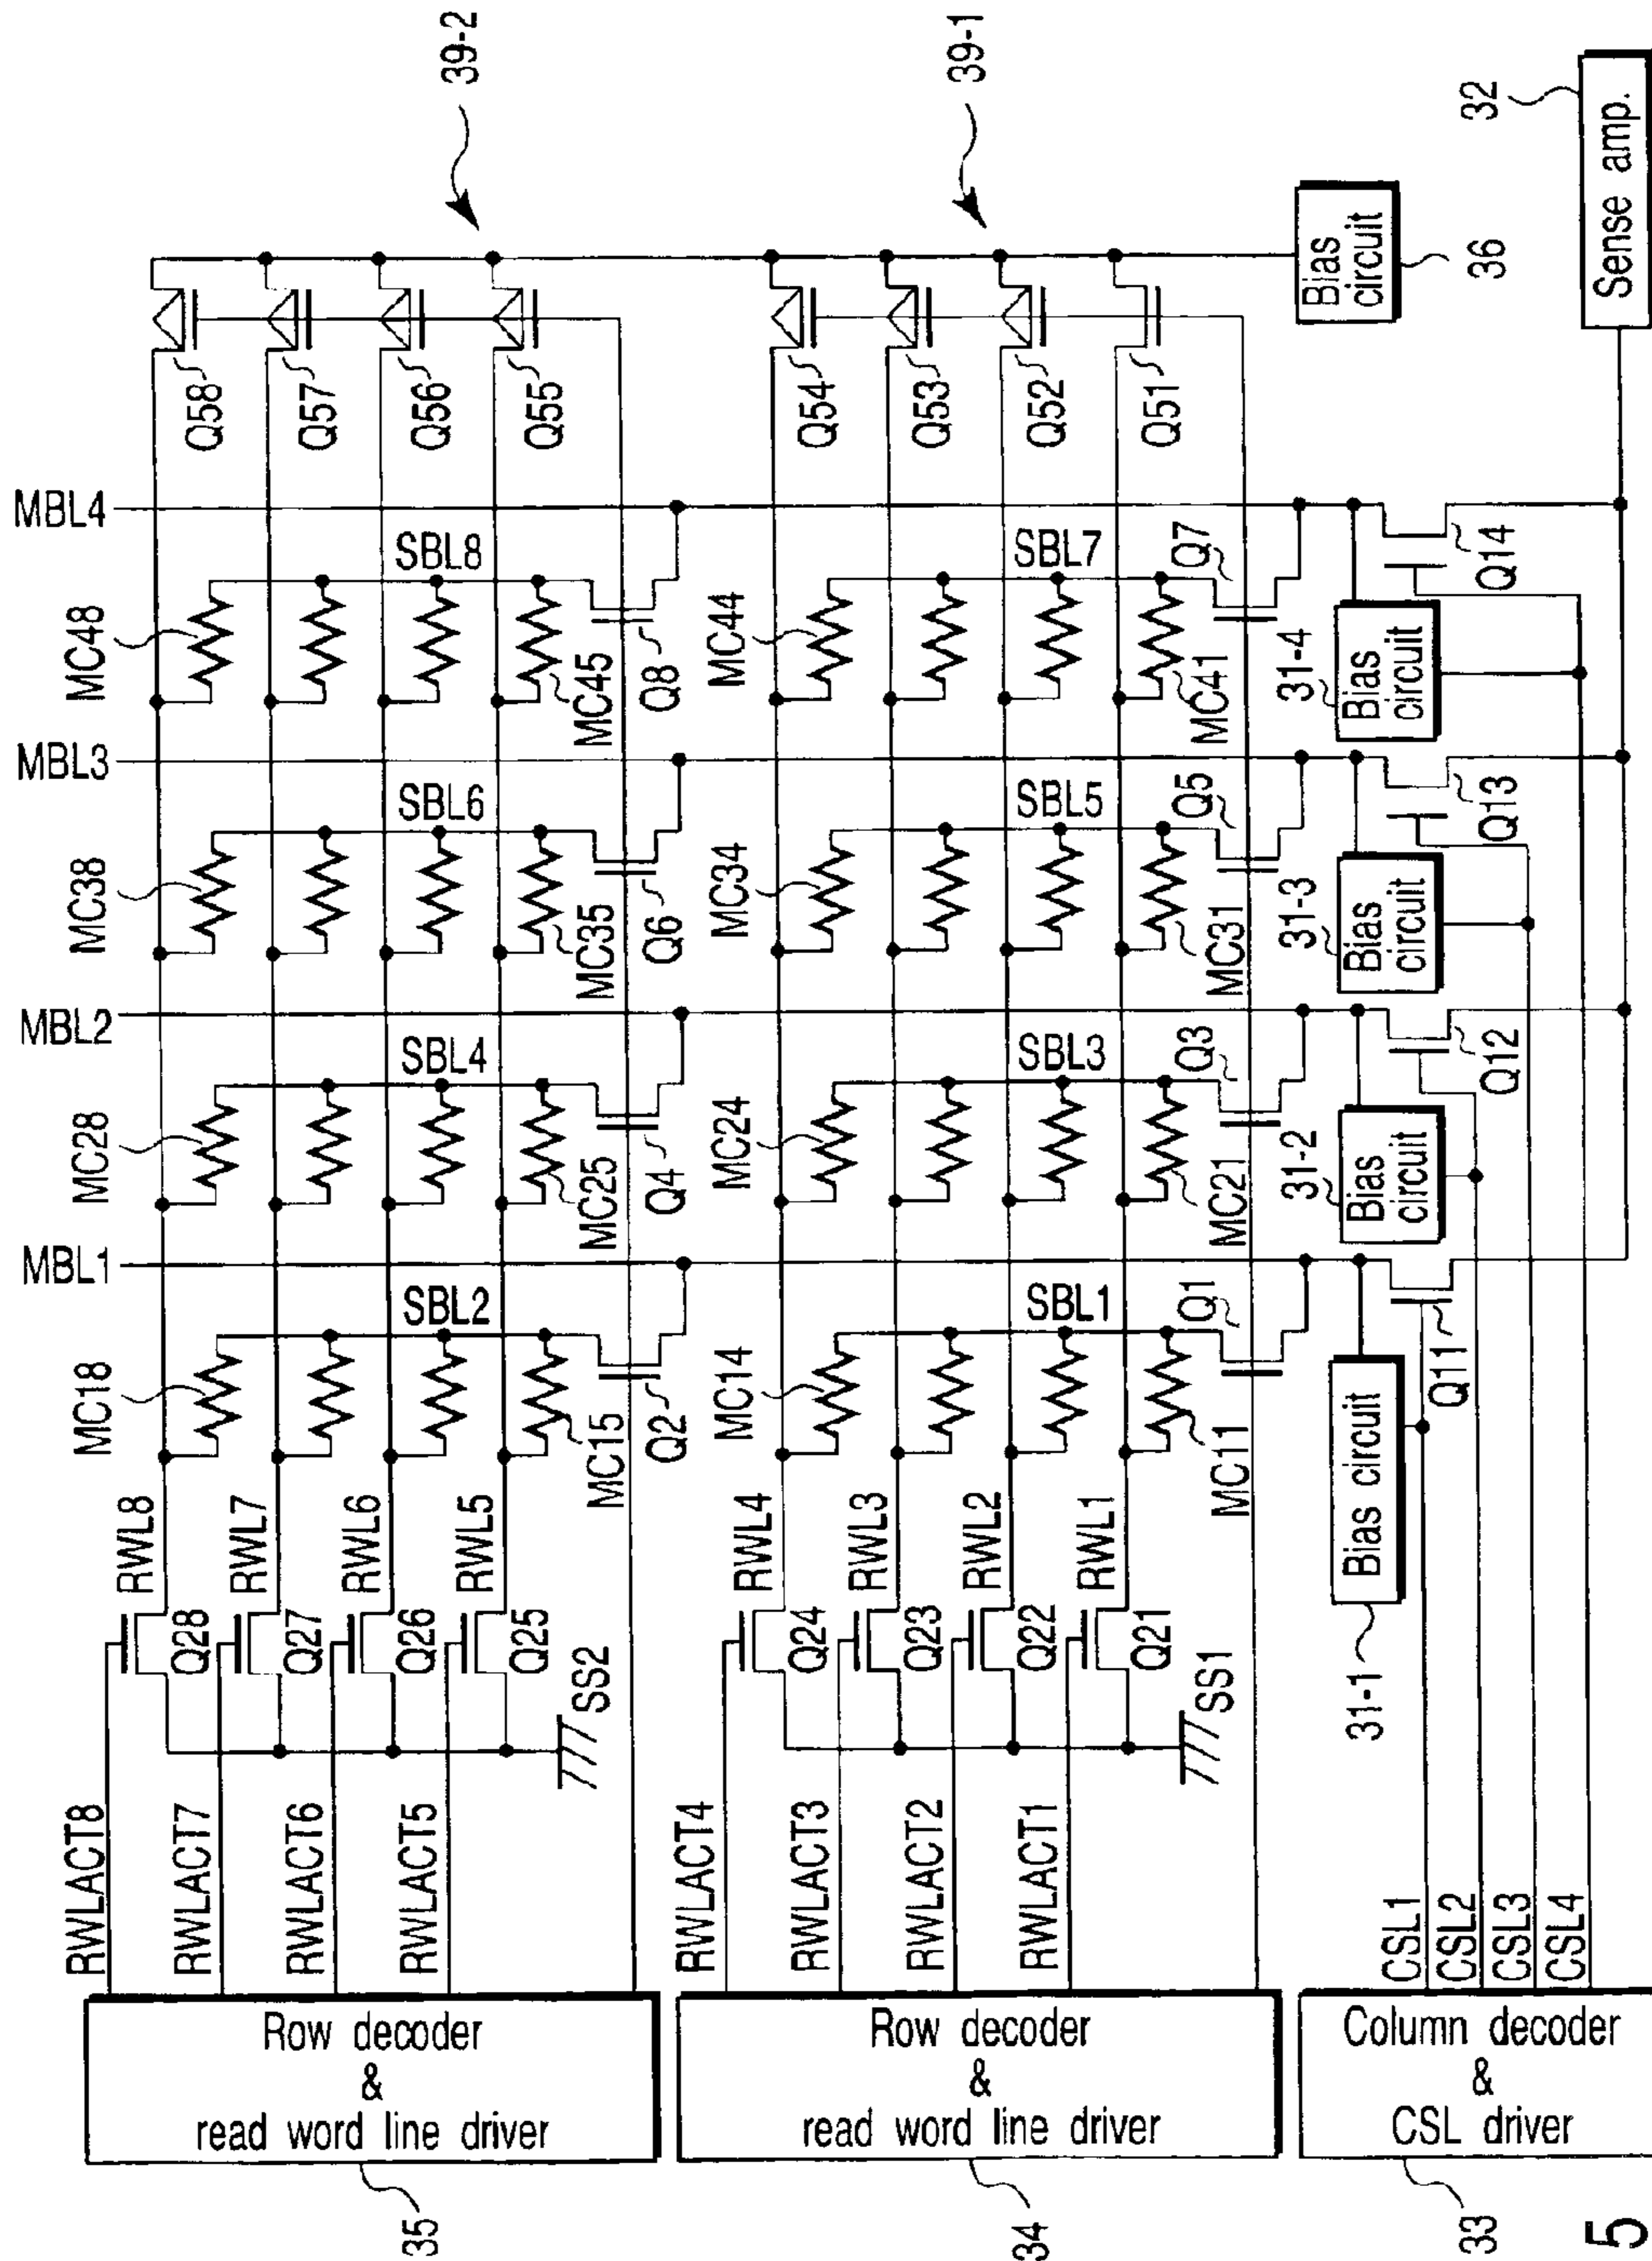 MBL1
MBL2
MBL3
MBL4
39-2
39-1
MC18
MC28
MC38
MC48
RWLACT8
RWLACT7
RWLACT6
RWLACT5
RWL8
RWL7
RWL6
RWL5
Q28
Q27
Q26
Q25
SS2
SBL2
SBL4
SBL6
SBL8
MC15
MC25
MC35
MC45
Q2
Q4
Q6
Q8
Q58
Q57
Q56
Q55
Row decoder
&
read word line driver
35
RWLACT4
RWLACT3
RWLACT2
RWLACT1
RWL4
RWL3
RWL2
RWL1
Q24
Q23
Q22
Q21
SS1
MC14
MC24
MC34
MC44
SBL1
SBL3
SBL5
SBL7
MC11
MC21
MC31
MC41
Q1
Q3
Q5
Q7
Q54
Q53
Q52
Q51
Row decoder
&
read word line driver
34
Bias circuit
31-1
Bias
circuit
31-2
Bias
circuit
31-3
Bias
circuit
31-4
Bias
circuit
36
Q11
Q12
Q13
Q14
CSL1
CSL2
CSL3
CSL4
Column decoder
&
CSL driver
33
Sense amp.
32
5